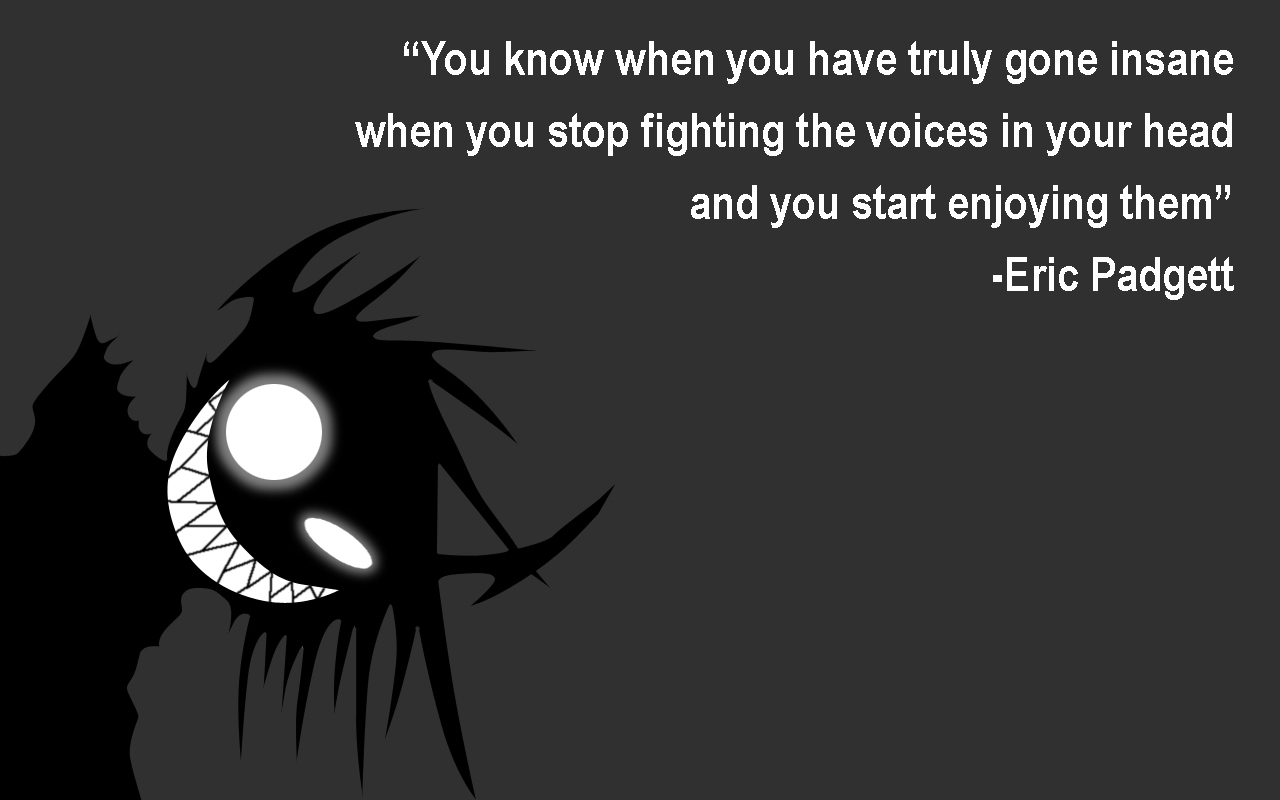 “You know when you have truly gone insane
when you stop fighting the voices in your head
and you start enjoying them”
-Eric Padgett